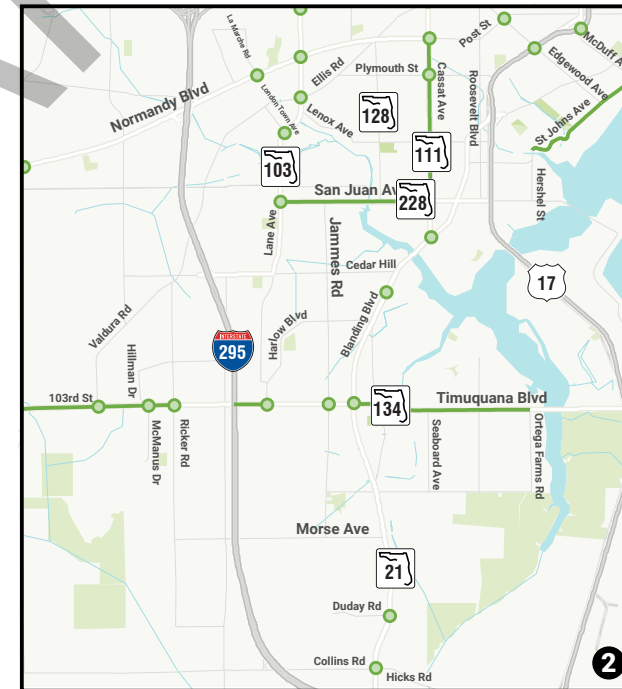 La Marche Rd
Post St
McDuff A
Ellis Rd
Plymouth St
Edgewood Ave
Cassat Ave
Roosevelt Blvd
Normandy Blvd
London Town Ave
Lenox Ave
128
St Johns Ave
111
103
San Juan Av
228
Hershel St
Lane Ave
Jammes Rd
Cedar Hill
17
Valdura Rd
Harlow Blvd
Blanding Blvd
INTERSTATE
295
Hillman Dr
103rd St
134
Timuquana Blvd
McManus Dr
Ricker Rd
Seaboard Ave
Ortega Farms Rd
Morse Ave
21
Duday Rd
Collins Rd
Hicks Rd
2